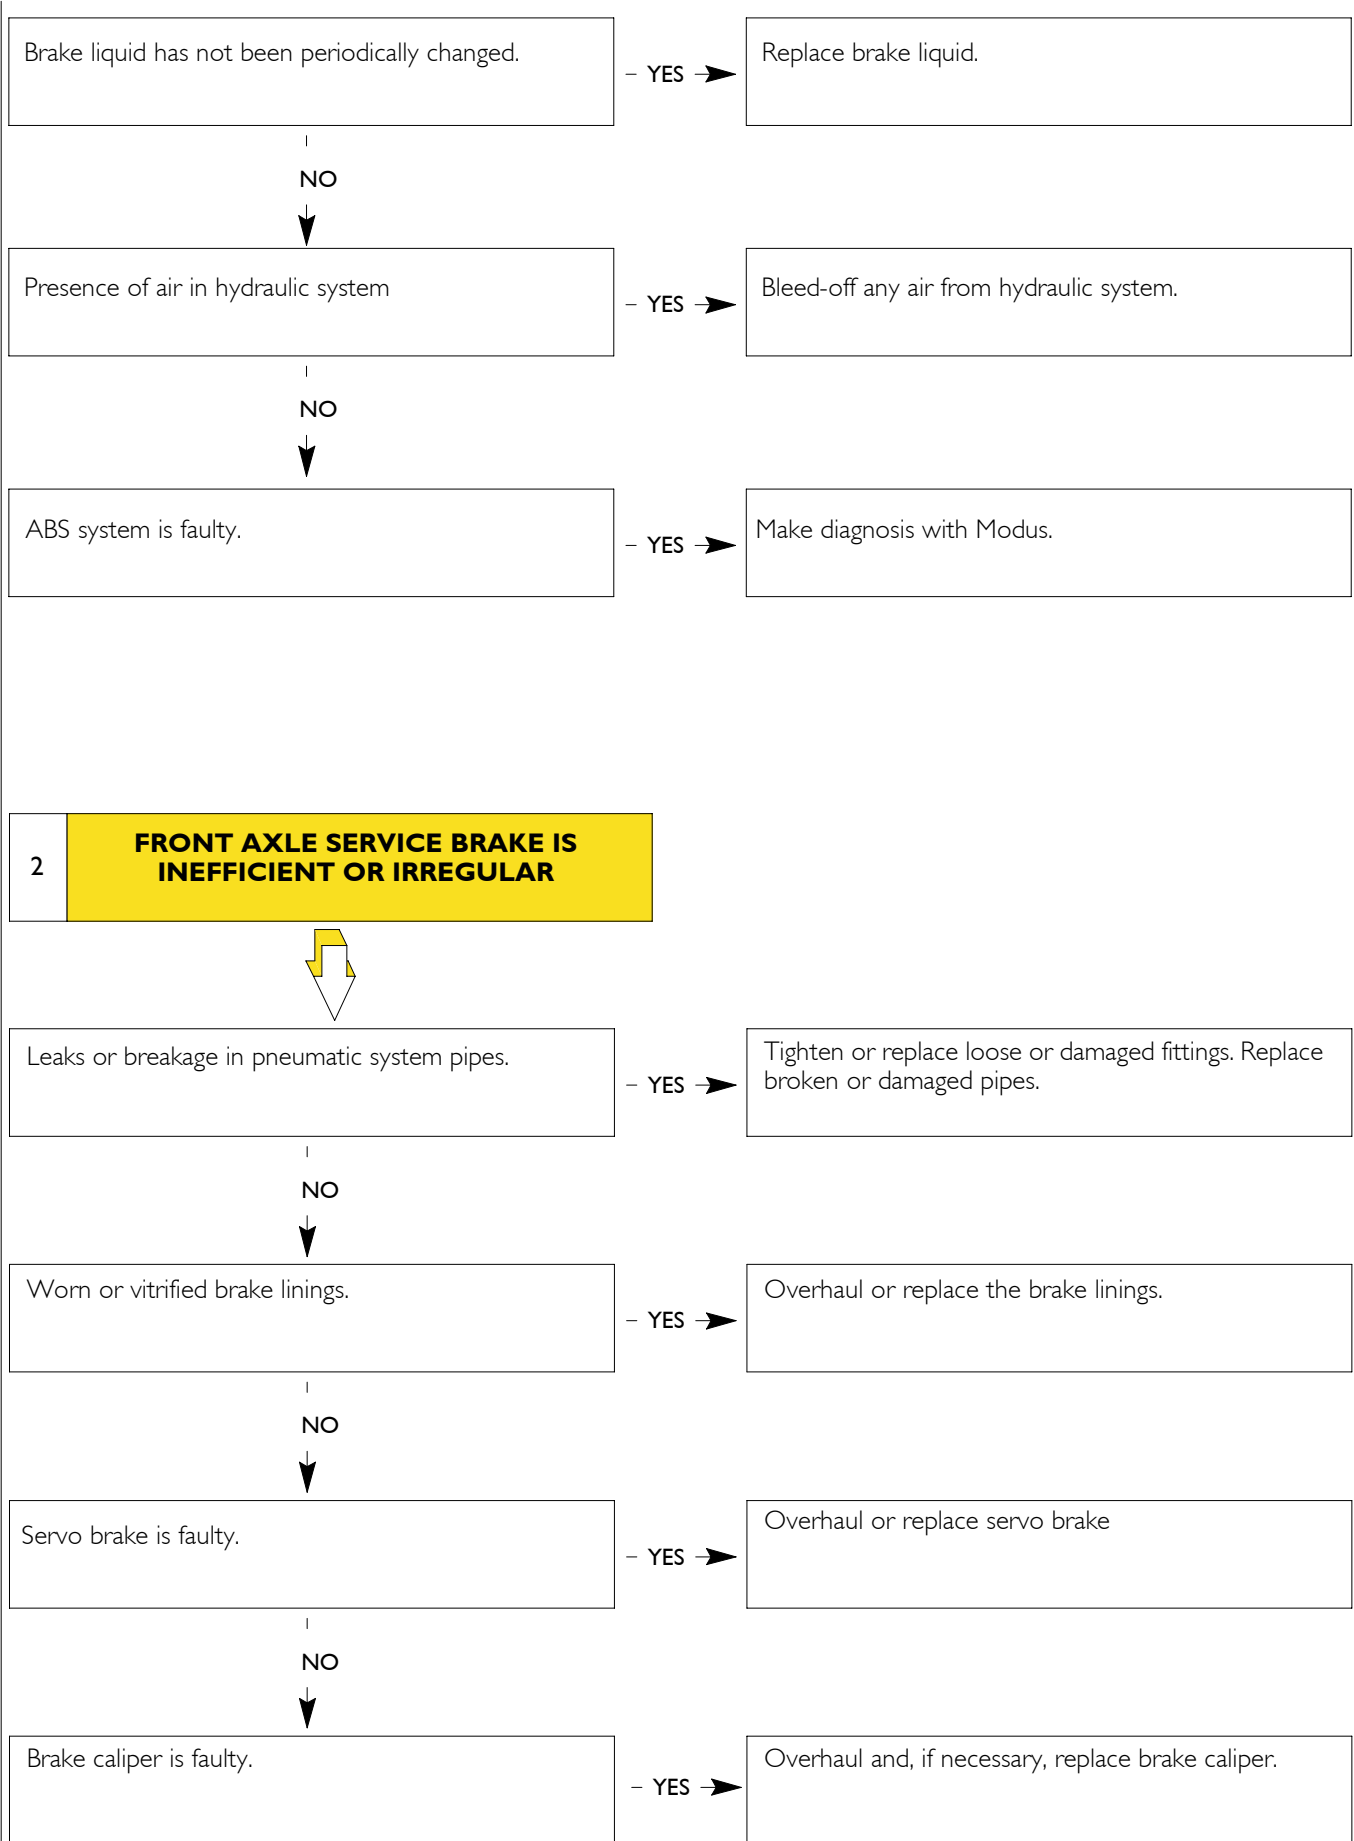 Brake liquid has not been periodically changed.
YES
Replace brake liquid.
NO
Presence of air in hydraulic system
YES
Bleed-off any air from hydraulic system.
NO
ABS system is faulty.
YES
Make diagnosis with Modus.
2
FRONT AXLE SERVICE BRAKE IS
INEFFICIENT OR IRREGULAR
Leaks or breakage in pneumatic system pipes.
YES
Tighten or replace loose or damaged fittings. Replace
broken or damaged pipes.
NO
Worn or vitrified brake linings.
YES
Overhaul or replace the brake linings.
NO
Servo brake is faulty.
YES
Overhaul or replace servo brake
NO
Brake caliper is faulty.
YES
Overhaul and, if necessary, replace brake caliper.